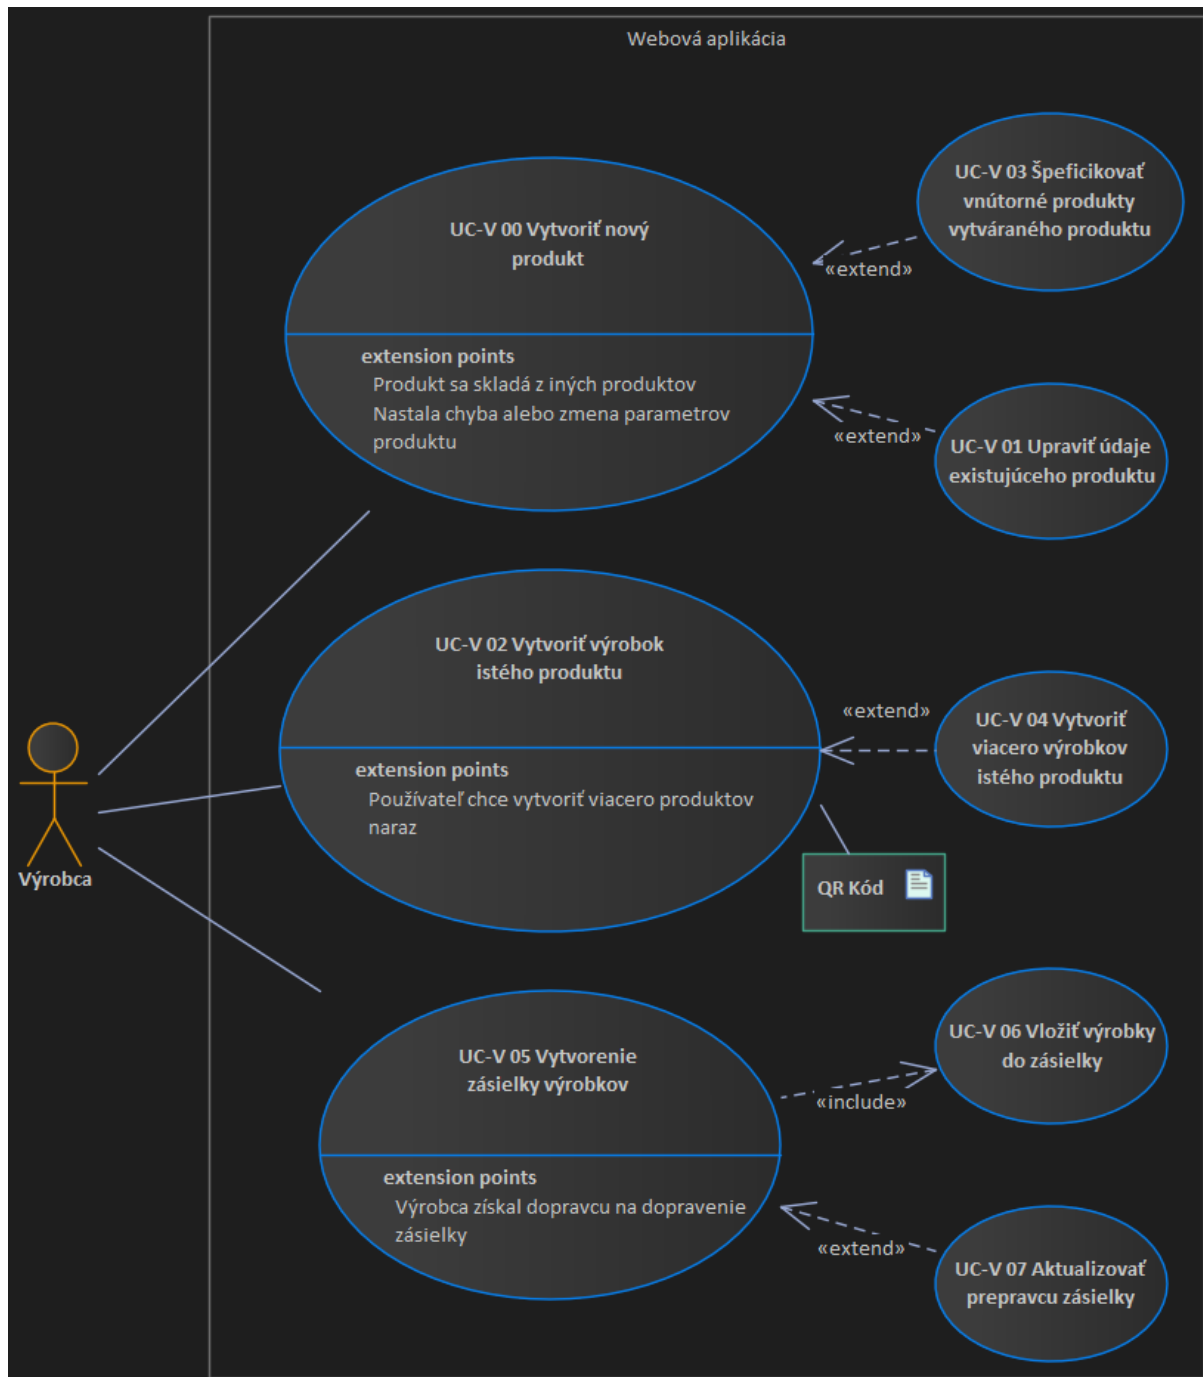 Webová aplikácia
UC-V 03 Špeficikovať
vnútorné produkty
vytváraného produktu
UC-V 00 Vytvoriť nový
produkt
«extend»
extension points
Produkt sa skladá z iných produktov
Nastala chyba alebo zmena parametrov
produktu
«extend»
UC-V 01 Upraviť údaje
existujúceho produktu
UC-V 02 Vytvoriť výrobok
istého produktu
«extend»
UC-V 04 Vytvoriť
viacero výrobkov
istého produktu
extension points
Používateľ chce vytvoriť viacero produktov
naraz
Výrobca
QR Kód
UC-V 05 Vytvorenie
zásielky výrobkov
UC-V 06 Vložiť výrobky
do zásielky
«include»
extension points
Výrobca získal dopravcu na dopravenie
zásielky
«extend»
UC-V 07 Aktualizovať
prepravcu zásielky